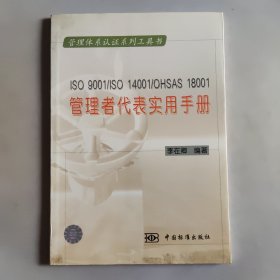 管理体系认证系列工具书
ISO 9001/ISO 14001/OHSAS 18001
管理者代表实用手册
李在卿 编著
中国标准出版社